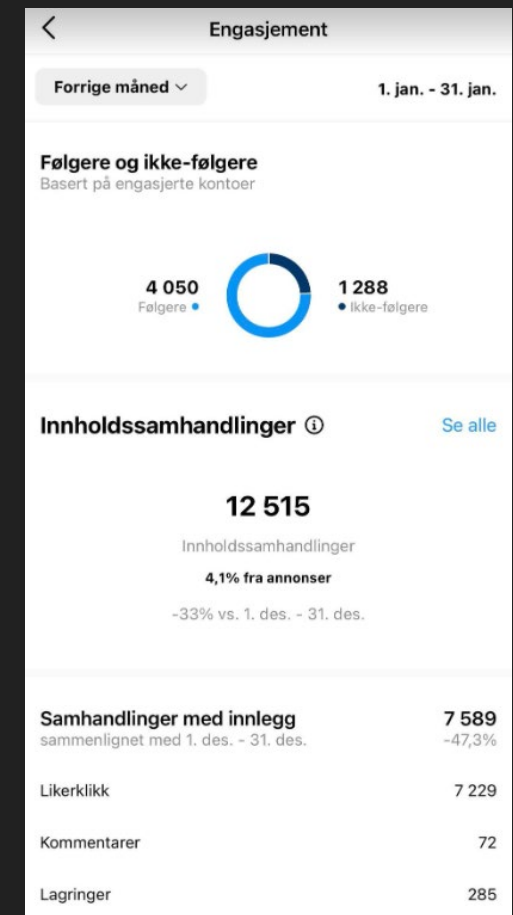 Engasjement
Forrige måned
1. jan. - 31. jan.
Følgere og ikke-følgere
Basert på engasjerte kontoer
4 050
Følgere
1 288
Ikke-følgere
Innholdssamhandlinger
Se alle
12 515
Innholdssamhandlinger
4,1% fra annonser
-33% vs. 1. des. - 31. des.
Samhandlinger med innlegg 7 589
sammenlignet med 1. des. - 31. des. -47,3%
Likerklikk 7 229
Kommentarer 72
Lagringer 285